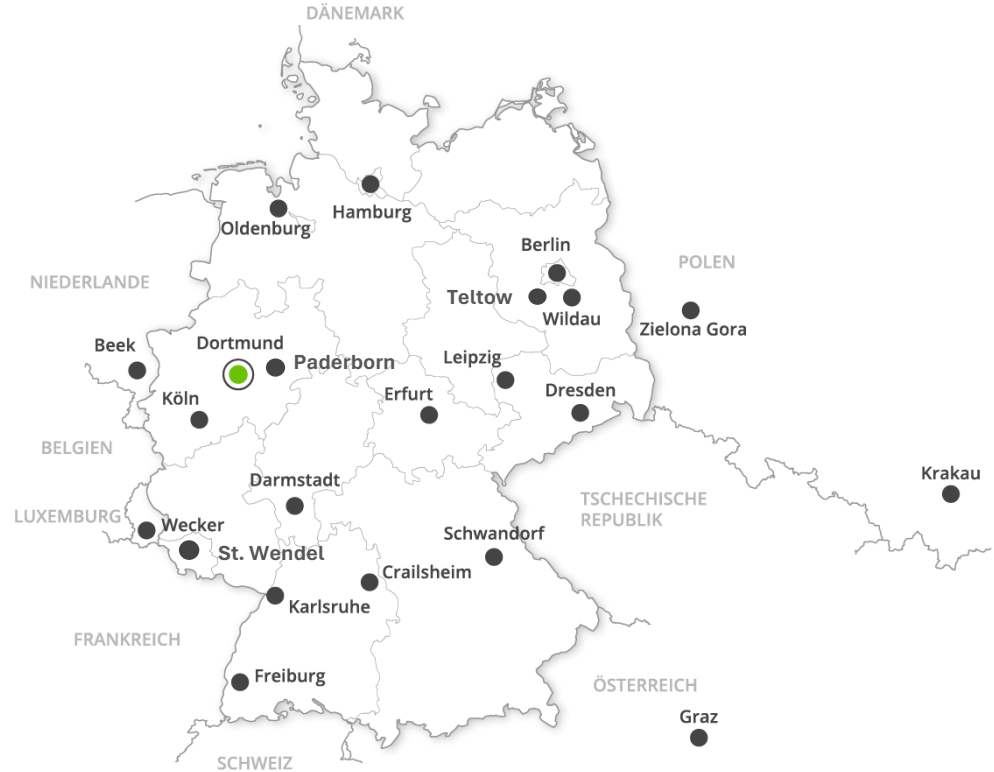 DÄNEMARK
Hamburg
Oldenburg
Berlin
POLEN
NIEDERLANDE
Teltow
Wildau
Zielona Gora
Beek
Dortmund
Paderborn
Leipzig
Köln
Erfurt
Dresden
BELGIEN
Krakau
Darmstadt
TSCHECHISCHE
REPUBLIK
LUXEMBURG
Wecker
Schwandorf
St. Wendel
Crailsheim
Karlsruhe
FRANKREICH
Freiburg
ÖSTERREICH
Graz
SCHWEIZ